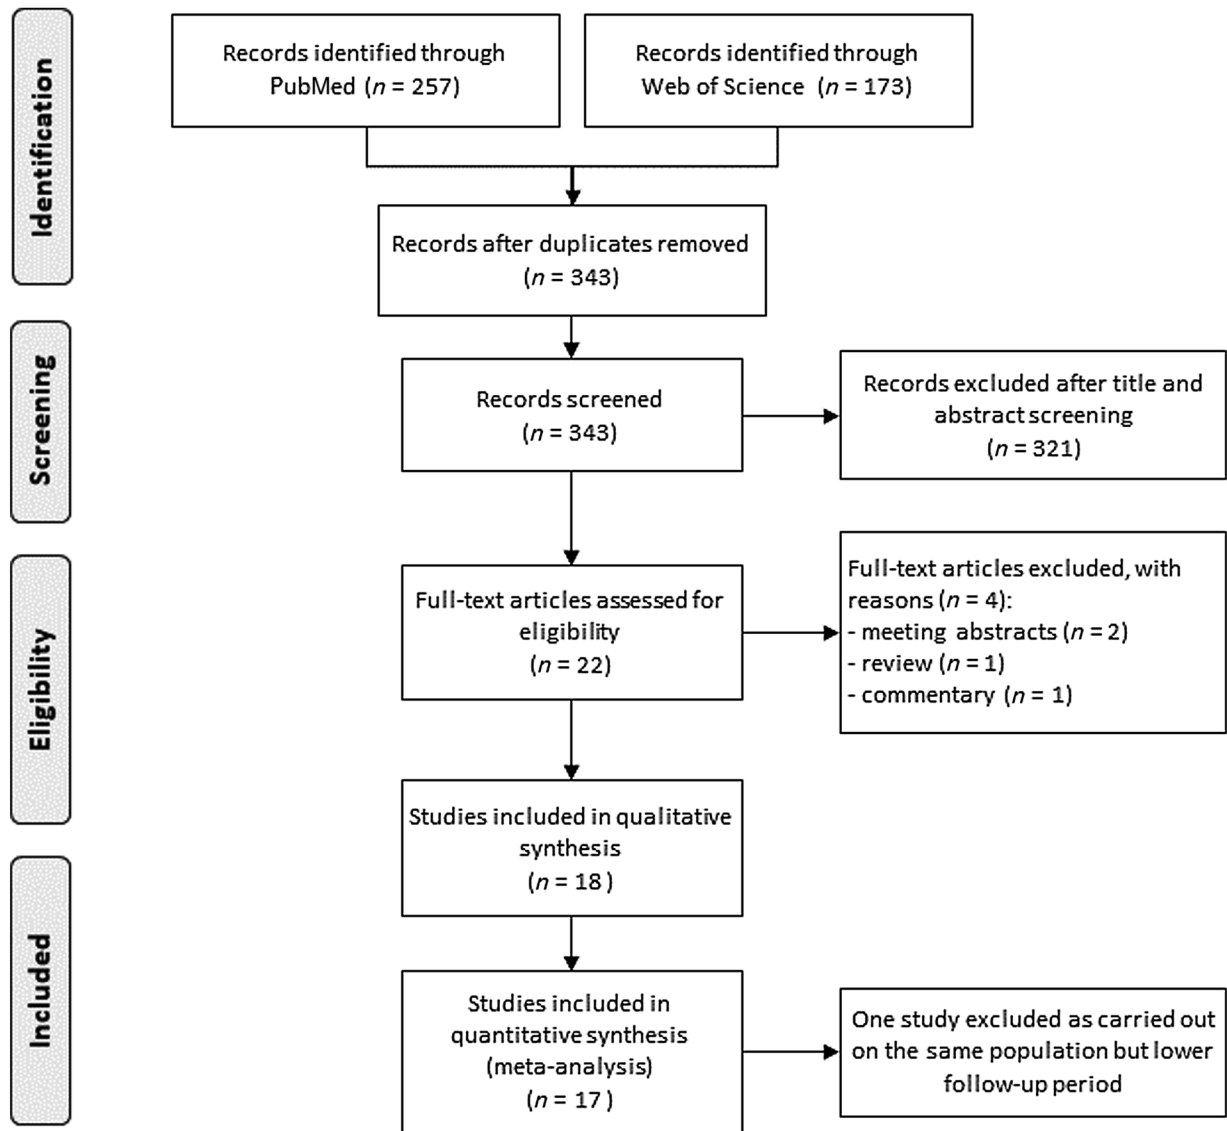 Identification
Records identified through
PubMed (n = 257)
Records identified through
Web of Science (n = 173)
Records after duplicates removed
(n = 343)
Screening
Records screened
(n = 343)
Records excluded after title and
abstract screening
(n = 321)
Eligibility
Full-text articles assessed for
eligibility
(n = 22)
Full-text articles excluded, with
reasons (n = 4):
- meeting abstracts (n = 2)
- review (n = 1)
- commentary (n = 1)
Studies included in qualitative
synthesis
(n = 18 )
Included
Studies included in
quantitative synthesis
(meta-analysis)
(n = 17 )
One study excluded as carried out
on the same population but lower
follow-up period